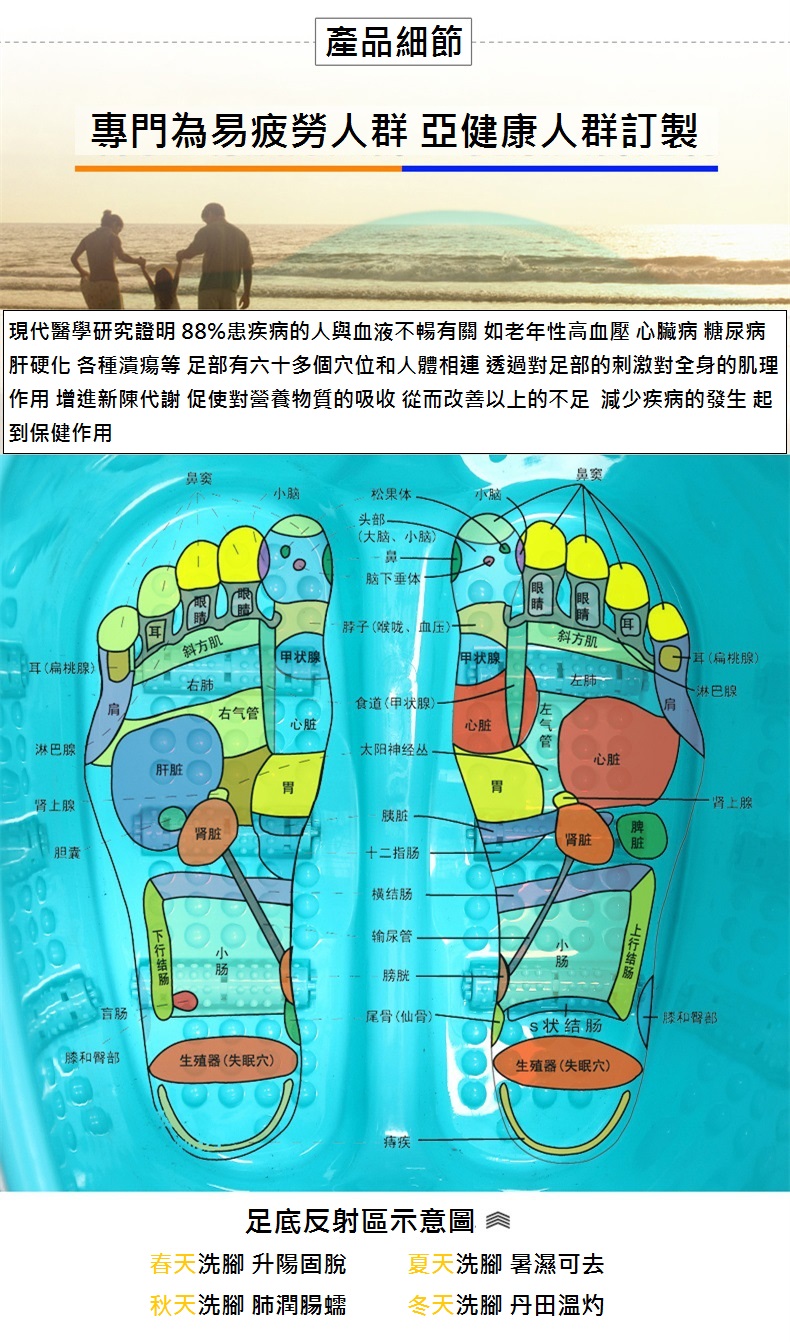 產品細節
專門為易疲勞人群 亞健康人群訂製
現代醫學研究證明 88%患疾病的人與血液不暢有關 如老年性高血壓 心臟病 糖尿病
肝硬化 各種潰瘍等 足部有六十多個穴位和人體相連 透過對足部的刺激對全身的肌理
作用 增進新陳代謝 促使對營養物質的吸收 從而改善以上的不足 減少疾病的發生 起
到保健作用
鼻窦
小脑
松果体
小脑
鼻窦
头部
(大脑、小脑)
鼻
脑下垂体
眼睛
眼睛
耳
眼睛
眼睛
耳
脖子(喉咙、血压)
斜方肌
斜方肌
甲状腺
甲状腺
耳(扁桃腺)
耳(扁桃腺)
右肺
左肺
淋巴腺
肩
肩
食道(甲状腺)
右气管
左气管
心脏
心脏
淋巴腺
太阳神经丛
肝脏
胃
胃
心脏
肾上腺
肾上腺
胰脏
肾脏
肾脏
脾脏
胆囊
十二指肠
横结肠
下行结肠
小肠
输尿管
小肠
上行结肠
膀胱
盲肠
尾骨(仙骨)
s状结肠
膝和臀部
膝和臀部
生殖器(失眠穴)
生殖器(失眠穴)
痔疾
足底反射區示意圖
春天洗腳 升陽固脫
夏天洗腳 暑濕可去
秋天洗腳 肺潤腸蠕
冬天洗腳 丹田溫灼